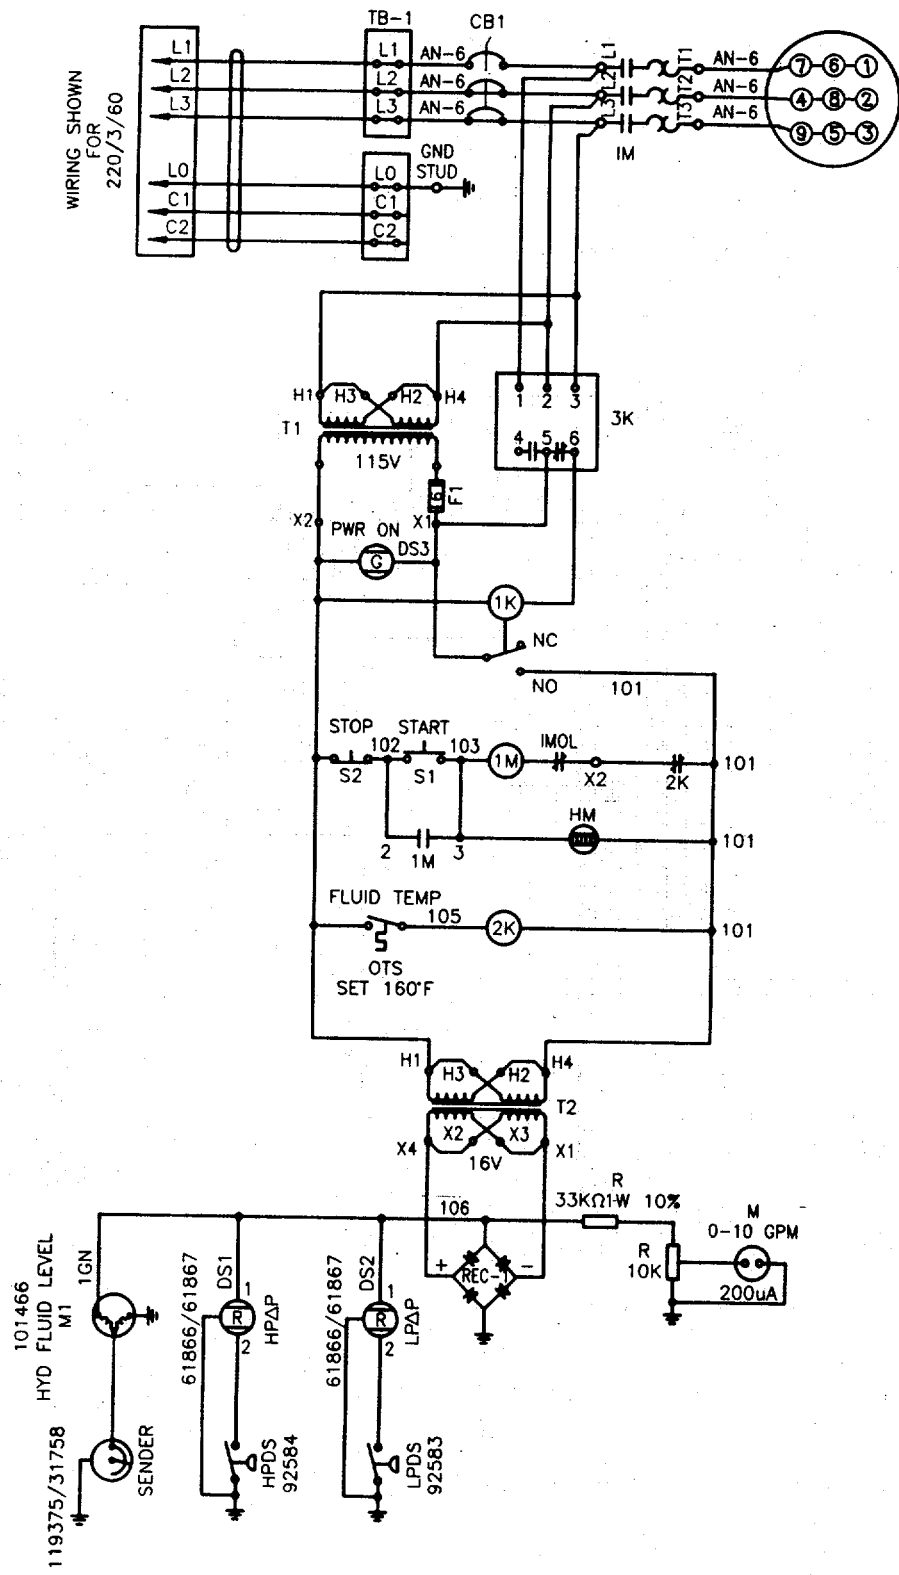 TB-1
CB1
WIRING SHOWN
FOR
220/3/60
L1
L1
AN-6
L1
T1
AN-6
7 6 1
L2
L2
AN-6
L2
T2
AN-6
4 8 2
L3
L3
AN-6
L3
T3
AN-6
9 5 3
IM
GND
STUD
L0
L0
C1
C1
C2
C2
H1
H3
H2
H4
1 2 3
3K
T1
4 5 6
115V
6
F1
X2
X1
PWR ON
DS3
G
1K
NC
NO
101
STOP
START
102
103
IMOL
1M
101
S2
S1
X2
2K
HM
2
1M
3
101
FLUID TEMP
105
2K
101
OTS
SET 160°F
H1
H3
H2
H4
T2
X4
X2
X3
X1
16V
106
R
33KΩ1-W 10%
M
0-10 GPM
R
10K
200uA
+
REC-1
-
101466
HYD FLUID LEVEL
M1
1GN
61866/61867
DS1
1
R
2
HPΔP
61866/61867
DS2
1
R
2
LPΔP
119375/31758
SENDER
HPDS
92584
LPDS
92583